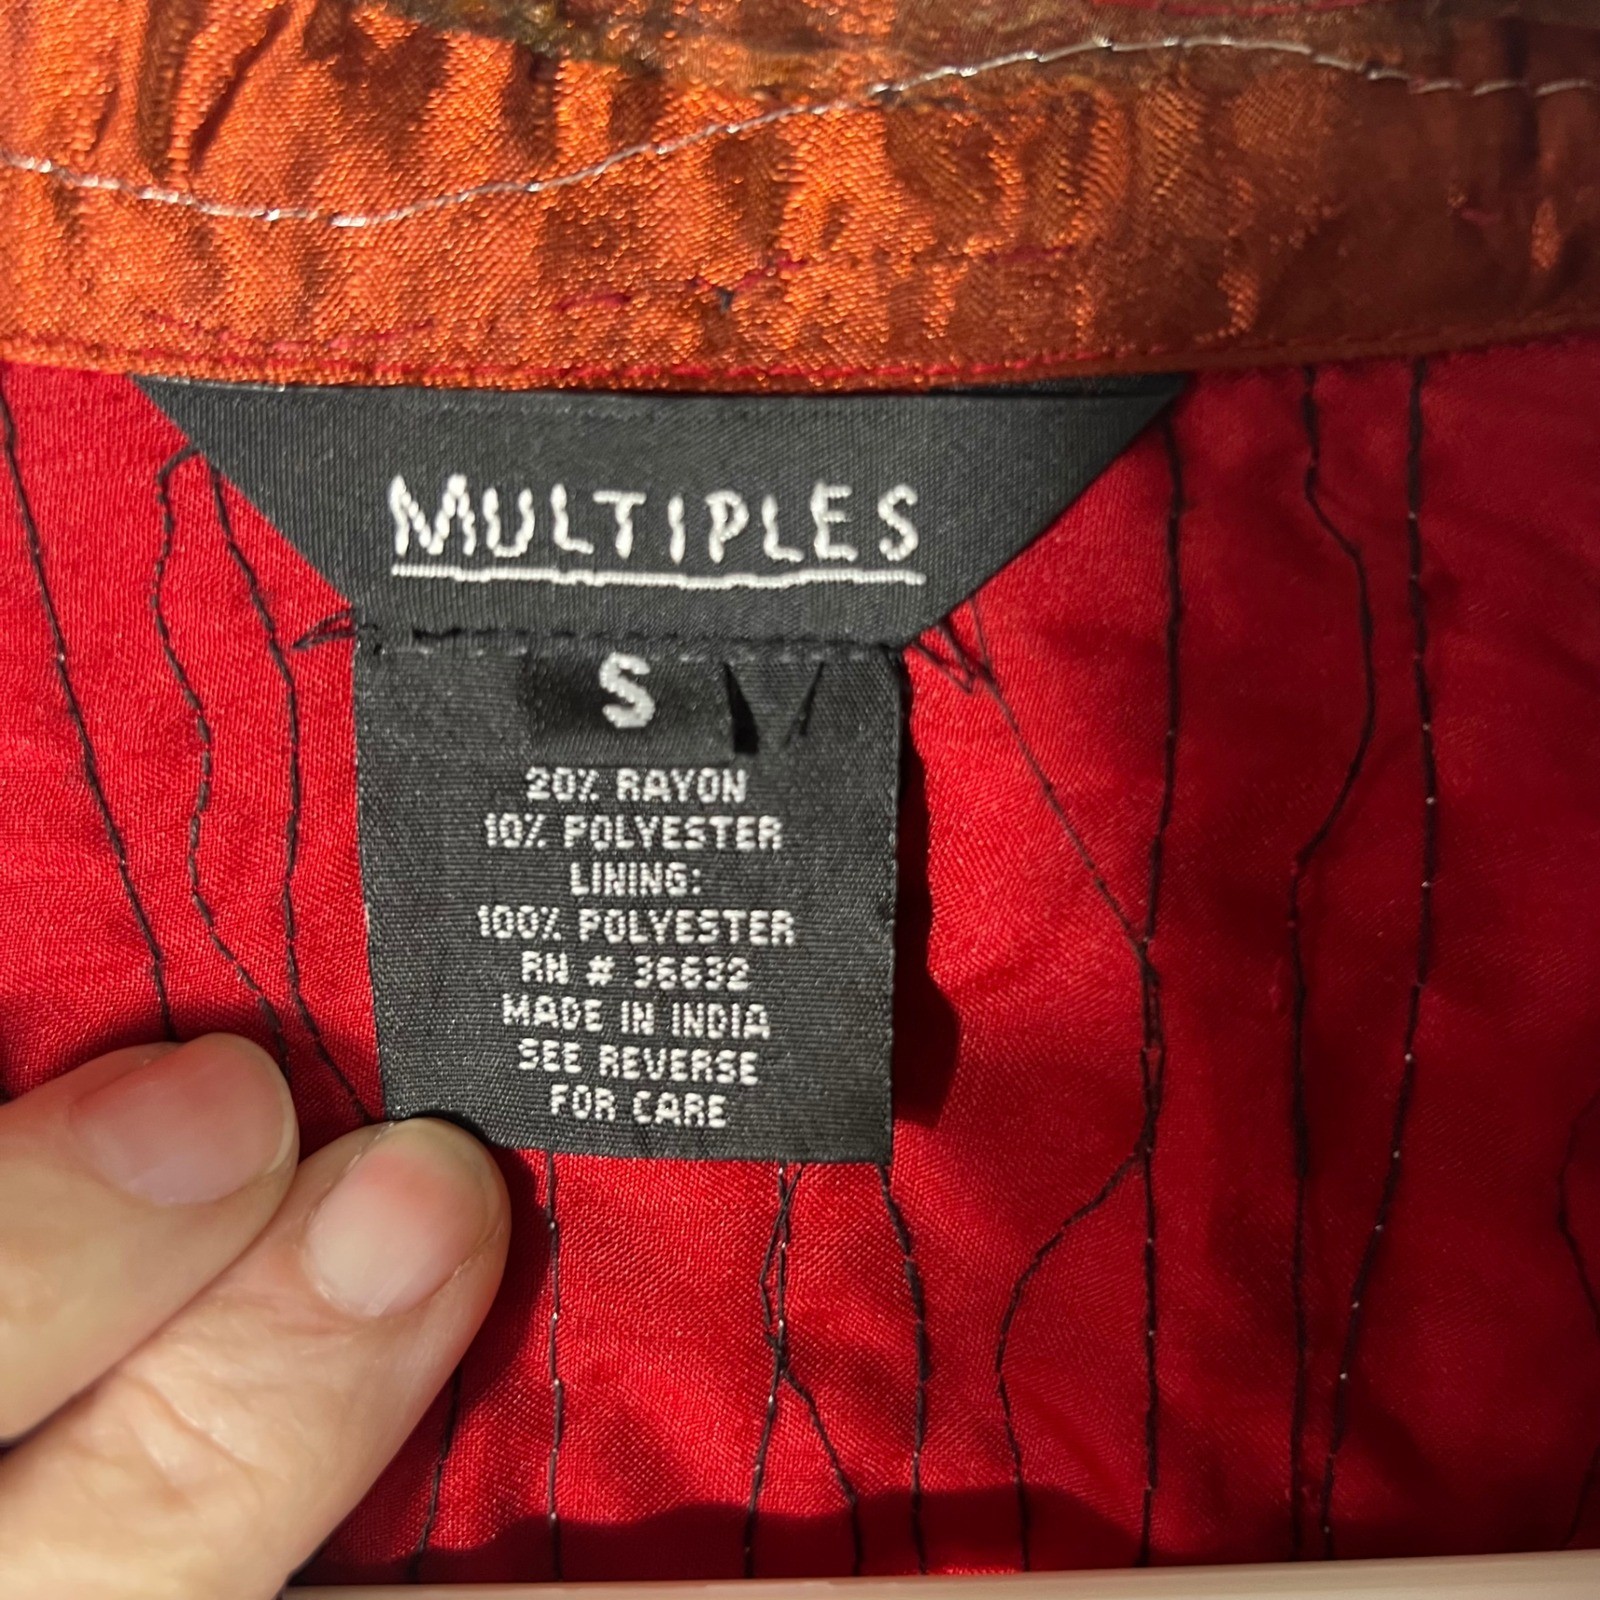 MULTIPLES
S
20% RAYON
10% POLYESTER
LINING:
100% POLYESTER
RN # 36632
MADE IN INDIA
SEE REVERSE
FOR CARE